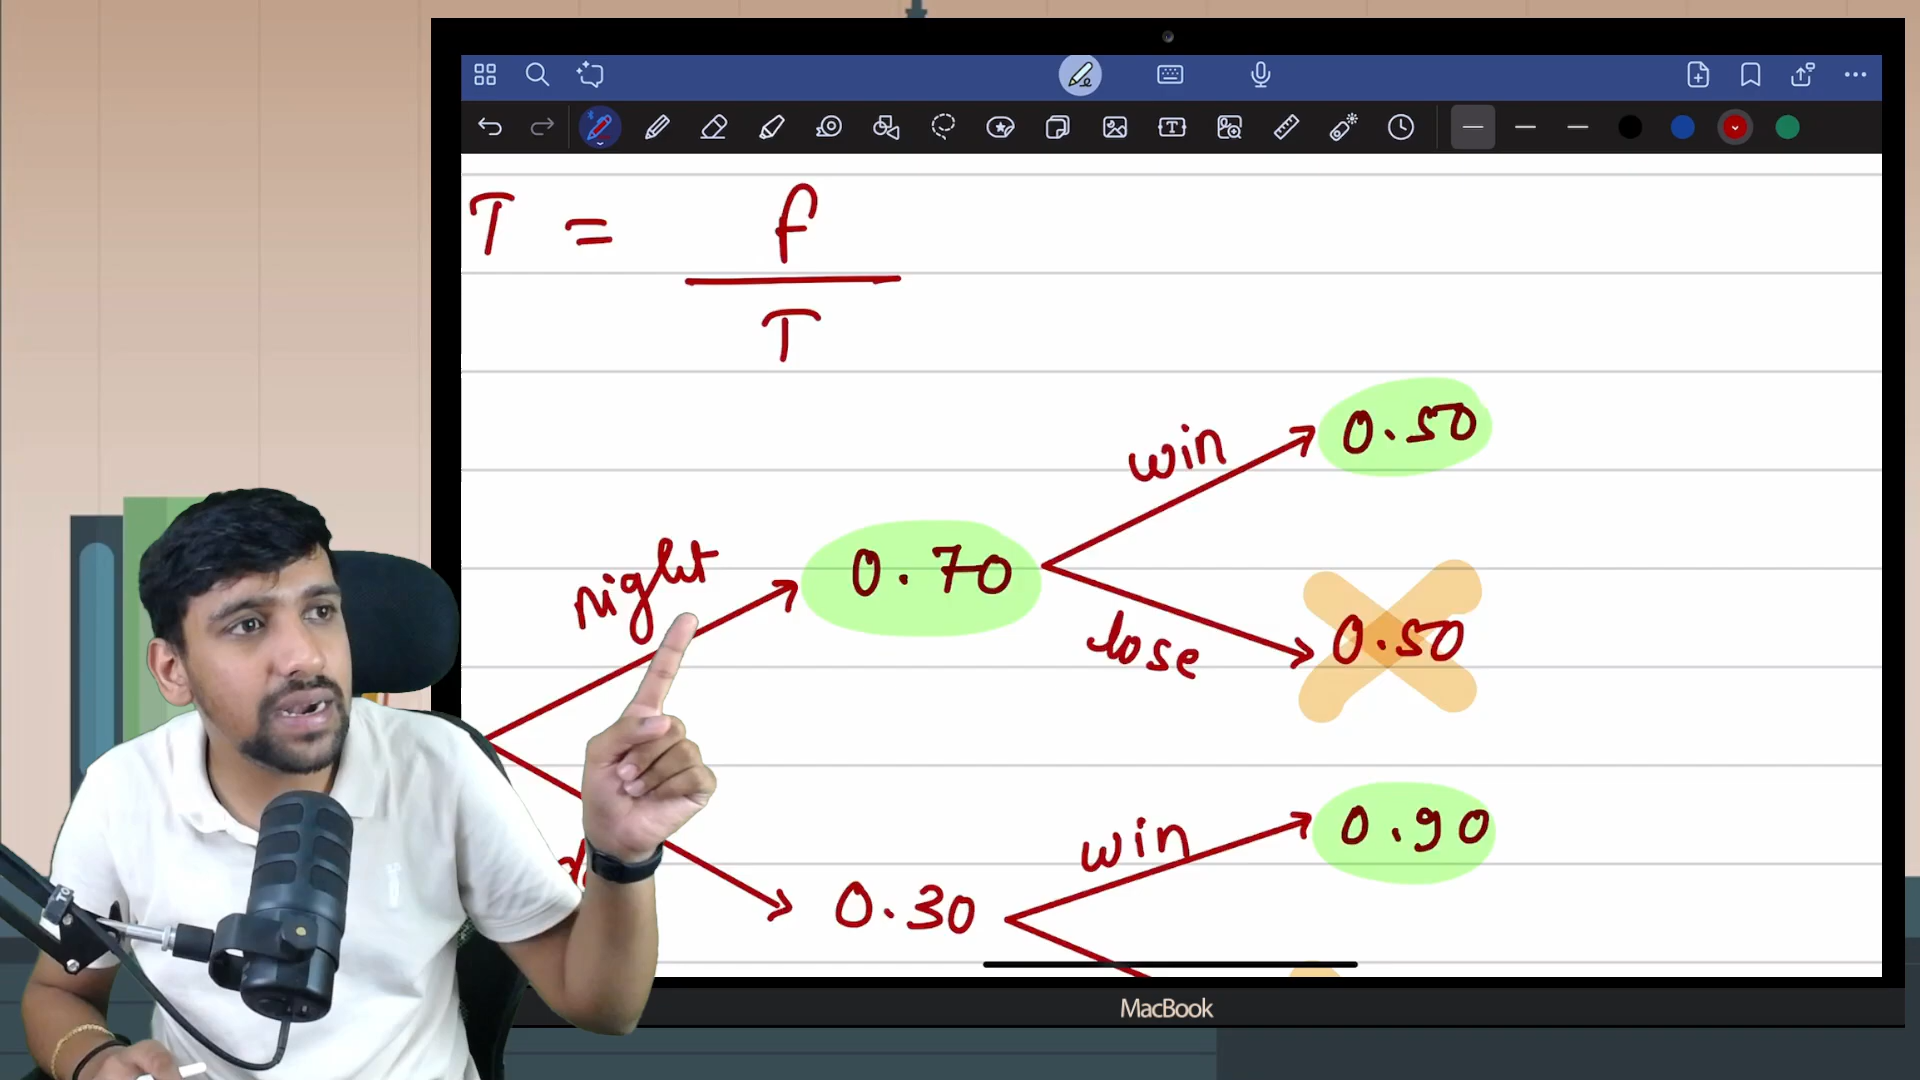 T = f
T
win 0.50
night 0.70
lose 0.50
win 0.90
0.30
MacBook